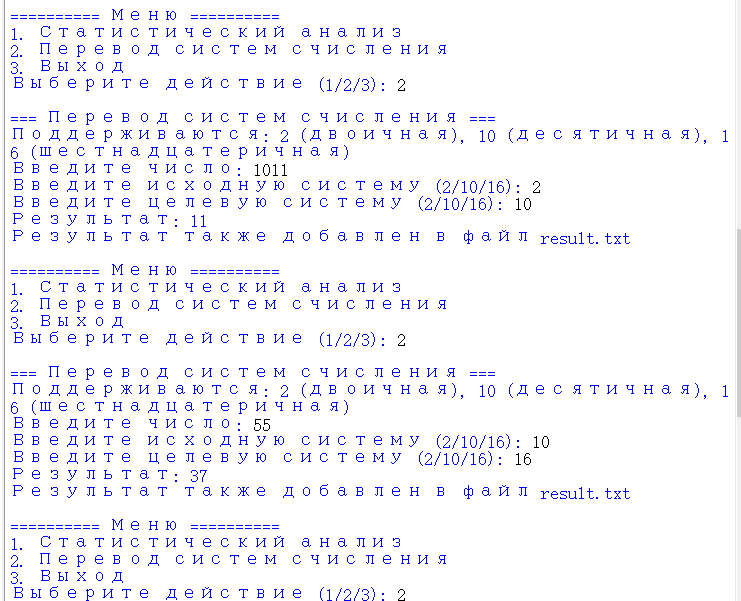 ========== Меню ==========
1. Статистический анализ
2. Перевод систем счисления
3. Выход
Выберите действие (1/2/3): 2
=== Перевод систем счисления ===
Поддерживаются: 2 (двоичная), 10 (десятичная), 1
6 (шестнадцатеричная)
Введите число: 1011
Введите исходную систему (2/10/16): 2
Введите целевую систему (2/10/16): 10
Результат: 11
Результат также добавлен в файл result.txt
========== Меню ==========
1. Статистический анализ
2. Перевод систем счисления
3. Выход
Выберите действие (1/2/3): 2
=== Перевод систем счисления ===
Поддерживаются: 2 (двоичная), 10 (десятичная), 1
6 (шестнадцатеричная)
Введите число: 55
Введите исходную систему (2/10/16): 10
Введите целевую систему (2/10/16): 16
Результат: 37
Результат также добавлен в файл result.txt
========== Меню ==========
1. Статистический анализ
2. Перевод систем счисления
3. Выход
Выберите действие (1/2/3): 2